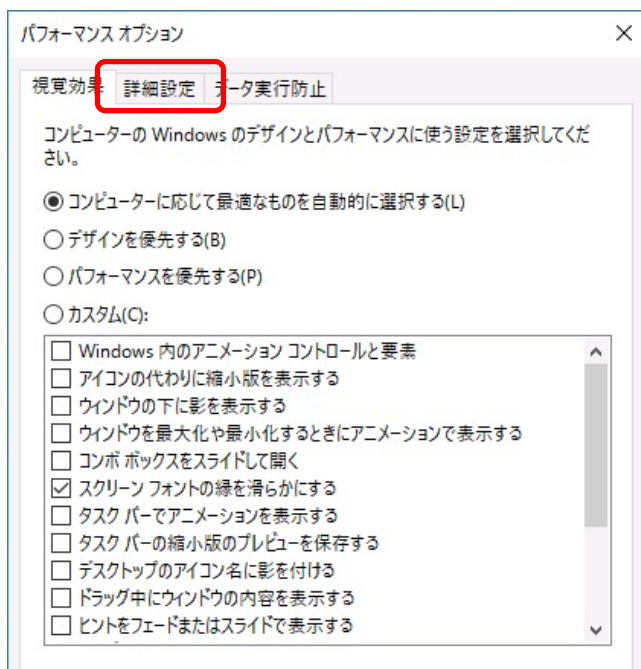 パフォーマンス オプション
視覚効果 詳細設定 データ実行防止
コンピューターの Windows のデザインとパフォーマンスに使う設定を選択してくだ
さい。
コンピューターに応じて最適なものを自動的に選択する(L)
デザインを優先する(B)
パフォーマンスを優先する(P)
カスタム(C):
Windows 内のアニメーション コントロールと要素
アイコンの代わりに縮小版を表示する
ウィンドウの下に影を表示する
ウィンドウを最大化や最小化するときにアニメーションで表示する
コンボ ボックスをスライドして開く
スクリーン フォントの縁を滑らかにする
タスク バーでアニメーションを表示する
タスク バーの縮小版のプレビューを保存する
デスクトップのアイコン名に影を付ける
ドラッグ中にウィンドウの内容を表示する
ヒントをフェードまたはスライドで表示する